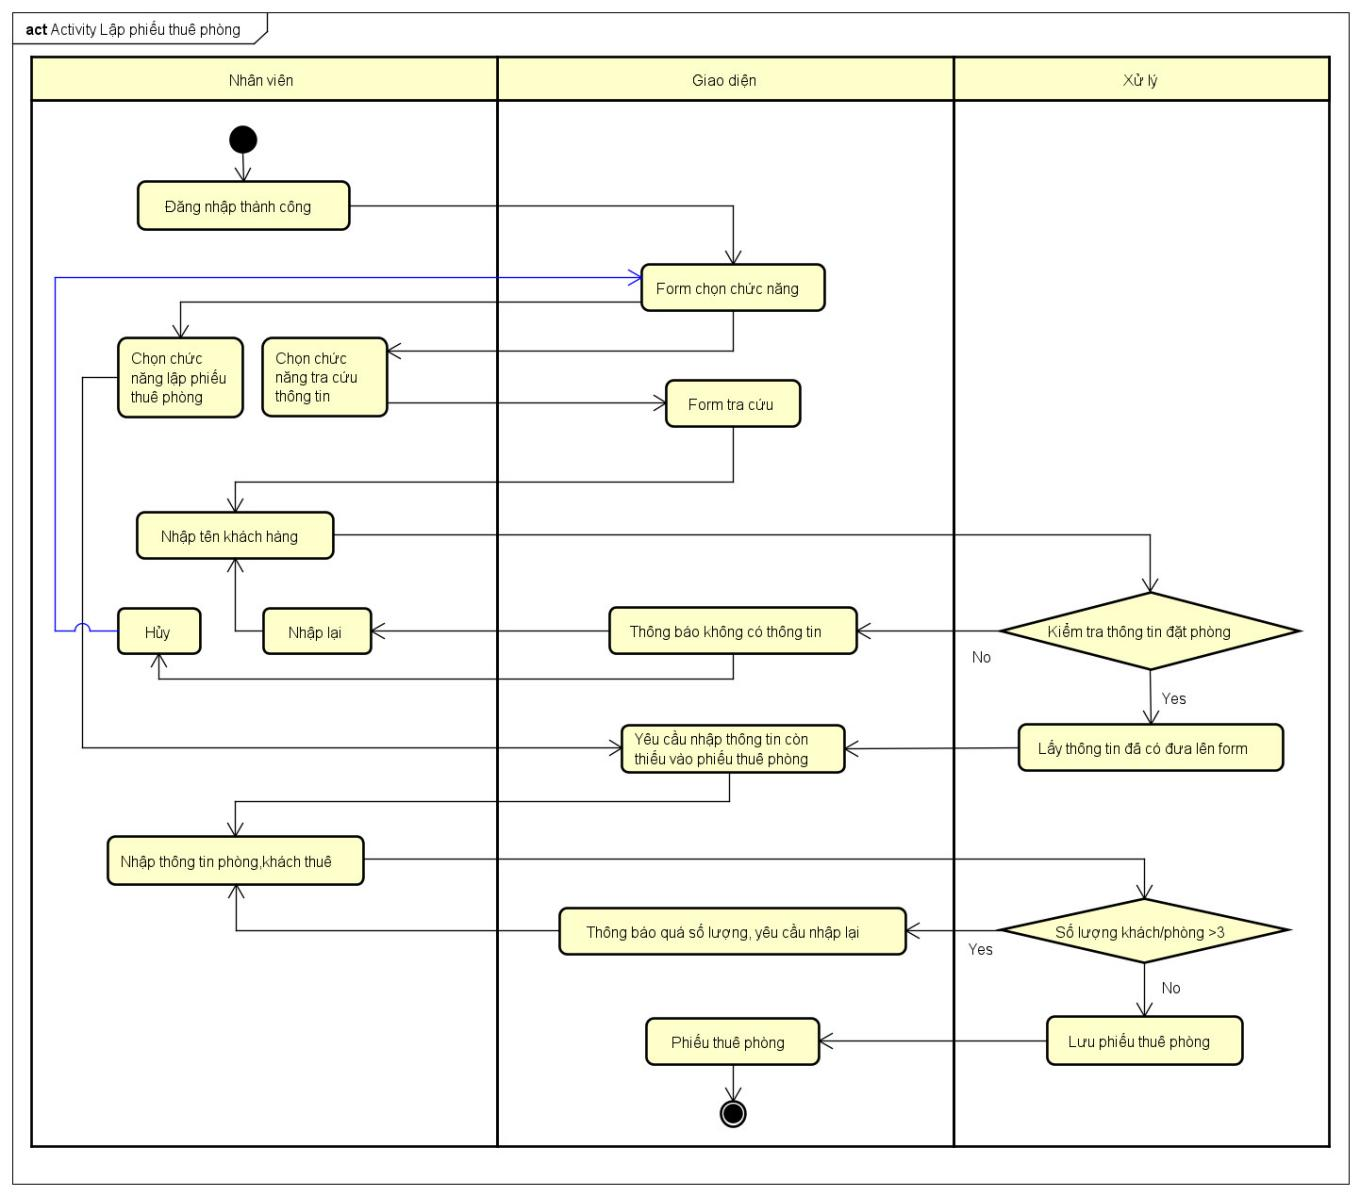 act Activity Lập phiếu thuê phòng
Nhân viên
Giao diện
Xử lý
Đăng nhập thành công
Form chọn chức năng
Chọn chức
năng lập phiếu
thuê phòng
Chọn chức
năng tra cứu
thông tin
Form tra cứu
Nhập tên khách hàng
Hủy
Nhập lại
Thông báo không có thông tin
Kiểm tra thông tin đặt phòng
No
Yes
Yêu cầu nhập thông tin còn
thiếu vào phiếu thuê phòng
Lấy thông tin đã có đưa lên form
Nhập thông tin phòng,khách thuê
Thông báo quá số lượng, yêu cầu nhập lại
Số lượng khách/phòng >3
Yes
No
Phiếu thuê phòng
Lưu phiếu thuê phòng